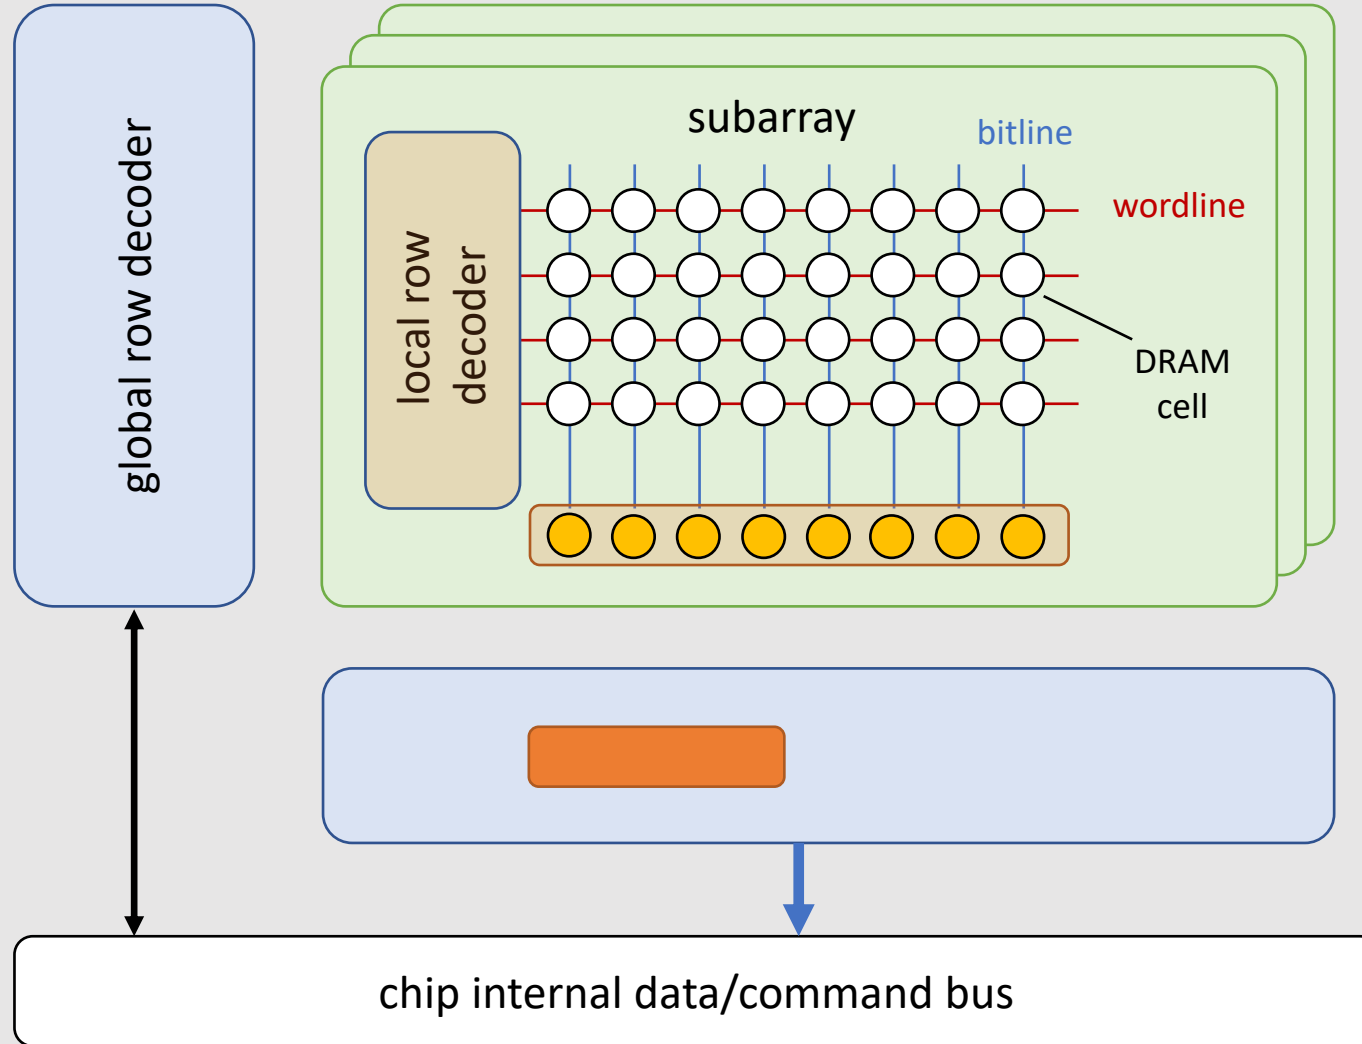 global row decoder
subarray
bitline
wordline
local row
decoder
DRAM
cell
chip internal data/command bus